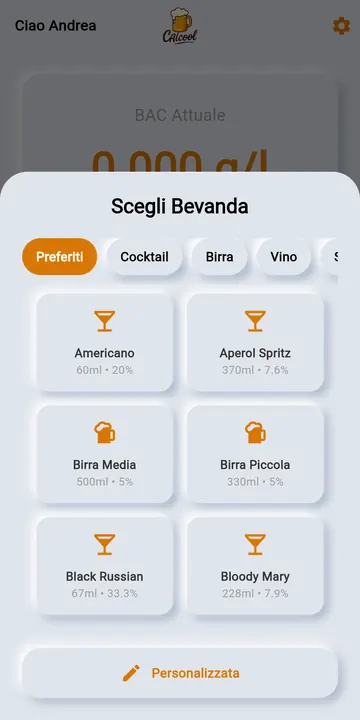 Ciao Andrea
CAlcool
BAC Attuale
0.000 g/l
Scegli Bevanda
Preferiti
Cocktail
Birra
Vino
S
Americano
60ml • 20%
Aperol Spritz
370ml • 7.6%
Birra Media
500ml • 5%
Birra Piccola
330ml • 5%
Black Russian
67ml • 33.3%
Bloody Mary
228ml • 7.9%
Personalizzata